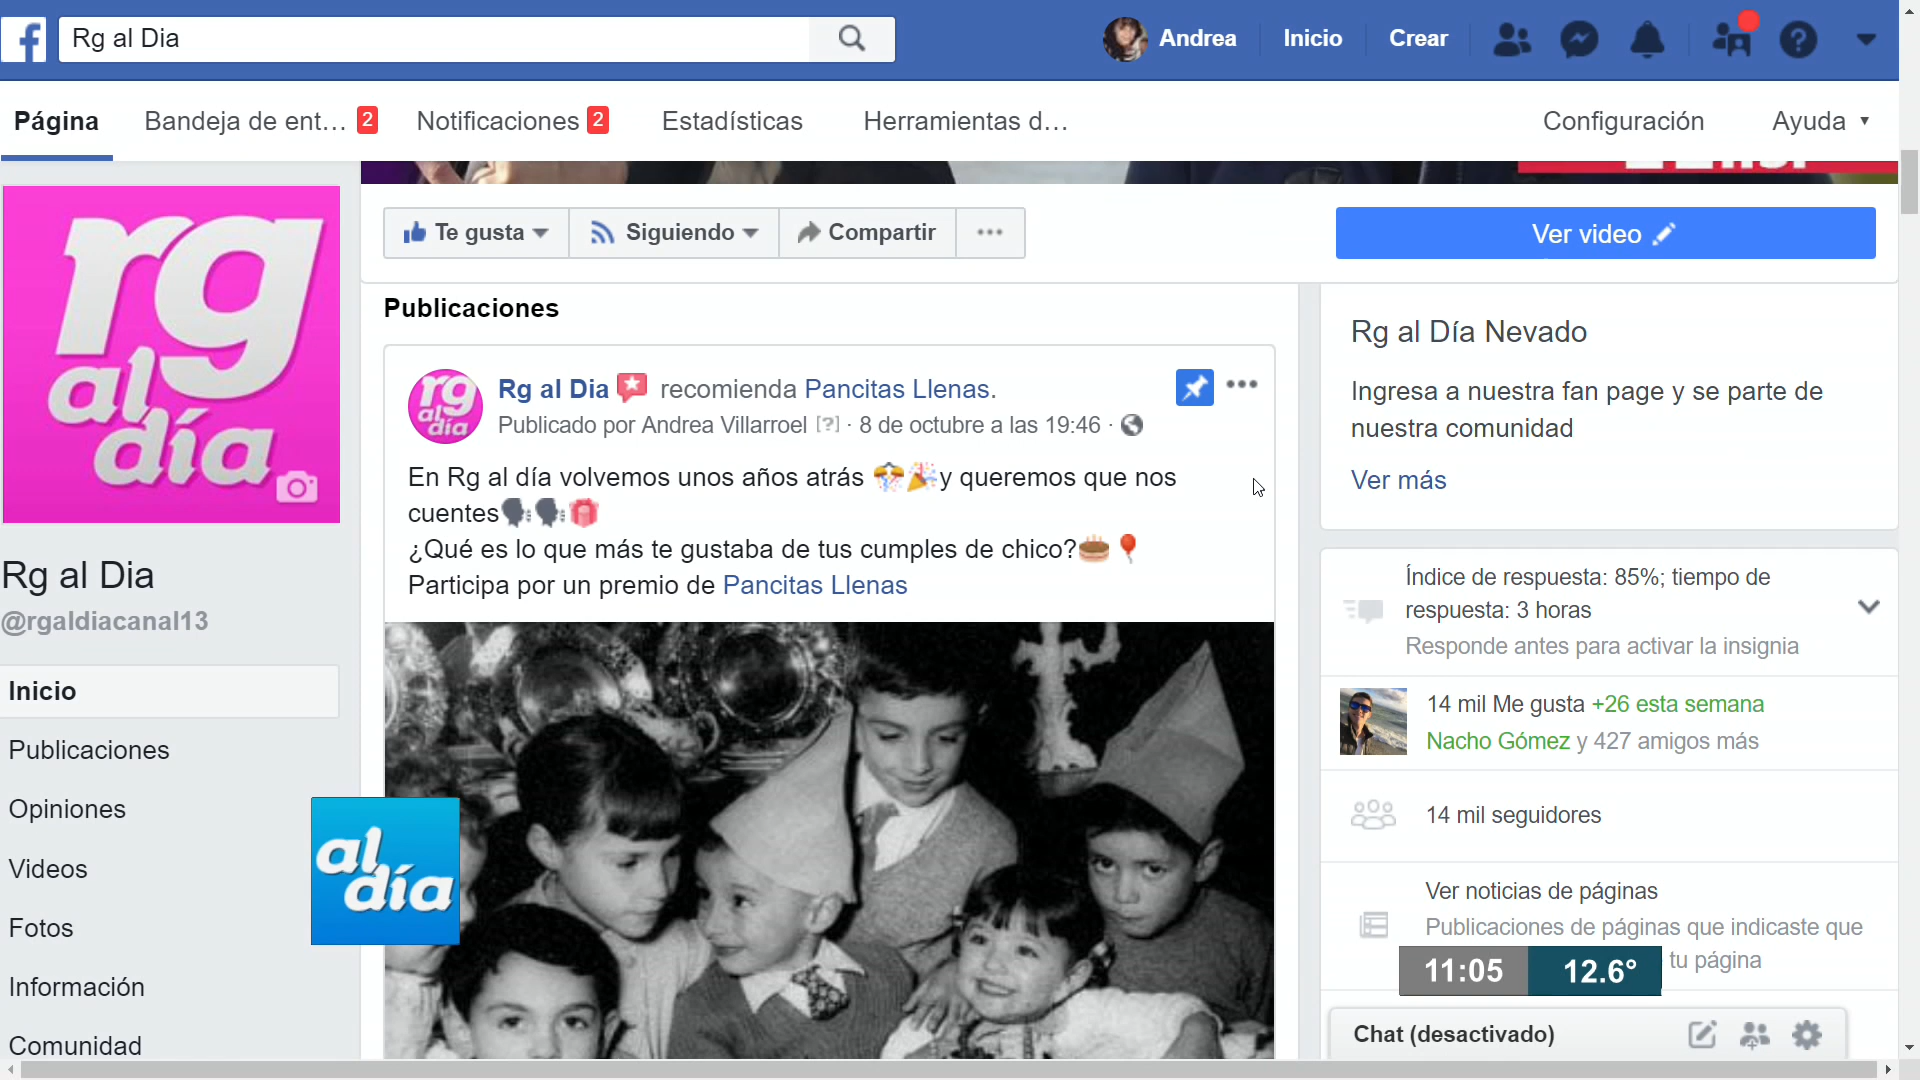 Rg al Dia
Andrea
Inicio
Crear
Página
Bandeja de ent... 2
Notificaciones 2
Estadísticas
Herramientas d...
Configuración
Ayuda
rg
al
día
Te gusta
Siguiendo
Compartir
Ver video
Publicaciones
rg
al
día
Rg al Dia recomienda Pancitas Llenas.
Publicado por Andrea Villarroel [?] · 8 de octubre a las 19:46 ·
En Rg al día volvemos unos años atrás y queremos que nos
cuentes
¿Qué es lo que más te gustaba de tus cumples de chico?
Participa por un premio de Pancitas Llenas
Rg al Dia
@rgaldiacanal13
Inicio
Publicaciones
Opiniones
Videos
Fotos
Información
Comunidad
al
día
Rg al Día Nevado
Ingresa a nuestra fan page y se parte de
nuestra comunidad
Ver más
Índice de respuesta: 85%; tiempo de
respuesta: 3 horas
Responde antes para activar la insignia
14 mil Me gusta +26 esta semana
Nacho Gómez y 427 amigos más
14 mil seguidores
Ver noticias de páginas
Publicaciones de páginas que indicaste que
tu página
11:05
12.6°
Chat (desactivado)